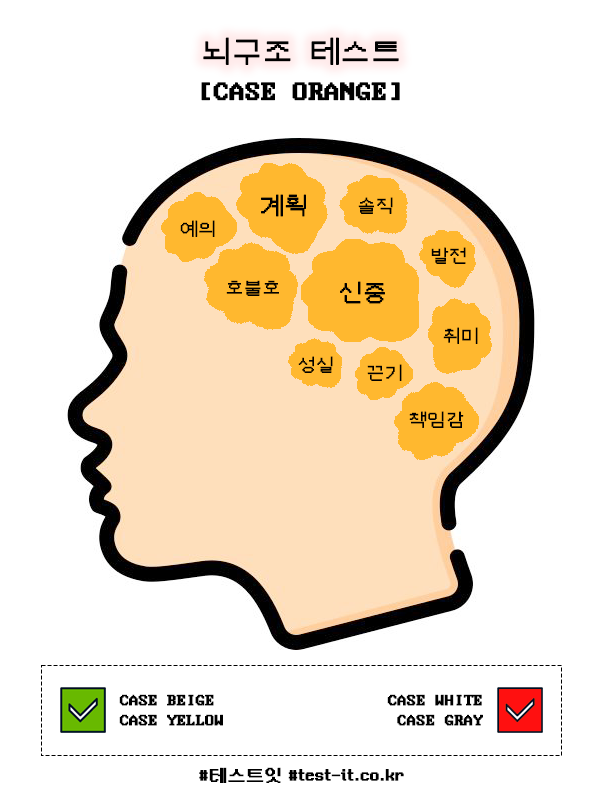 뇌구조 테스트
[CASE ORANGE]
계획
솔직
예의
발전
호불호
신중
취미
성실
끈기
책임감
CASE BEIGE
CASE YELLOW
CASE WHITE
CASE GRAY
#테스트잇 #test-it.co.kr